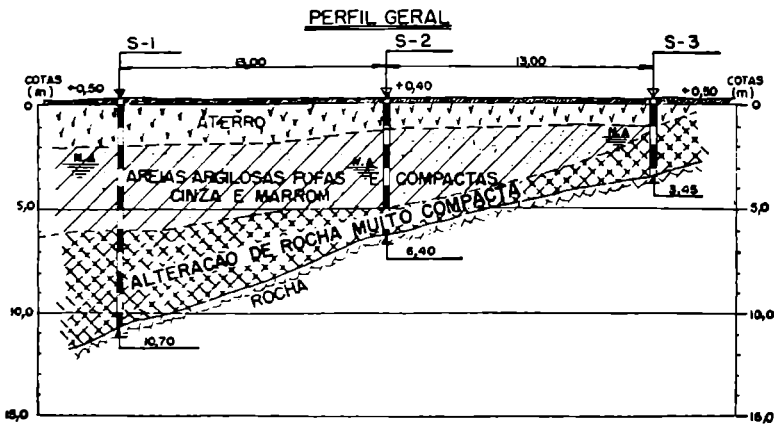 PERFIL GERAL
S-1
S-2
S-3
13,00
13,00
COTAS
(m)
+0,50
+0,40
+0,50
COTAS
(m)
0
0
ATERRO
N.A
N.A
N.A
AREIAS ARGILOSAS FOFAS E COMPACTAS
CINZA E MARROM
3,45
5,0
5,0
ALTERACAO DE ROCHA MUITO COMPACTA
6,40
ROCHA
10,0
10,0
10,70
15,0
15,0